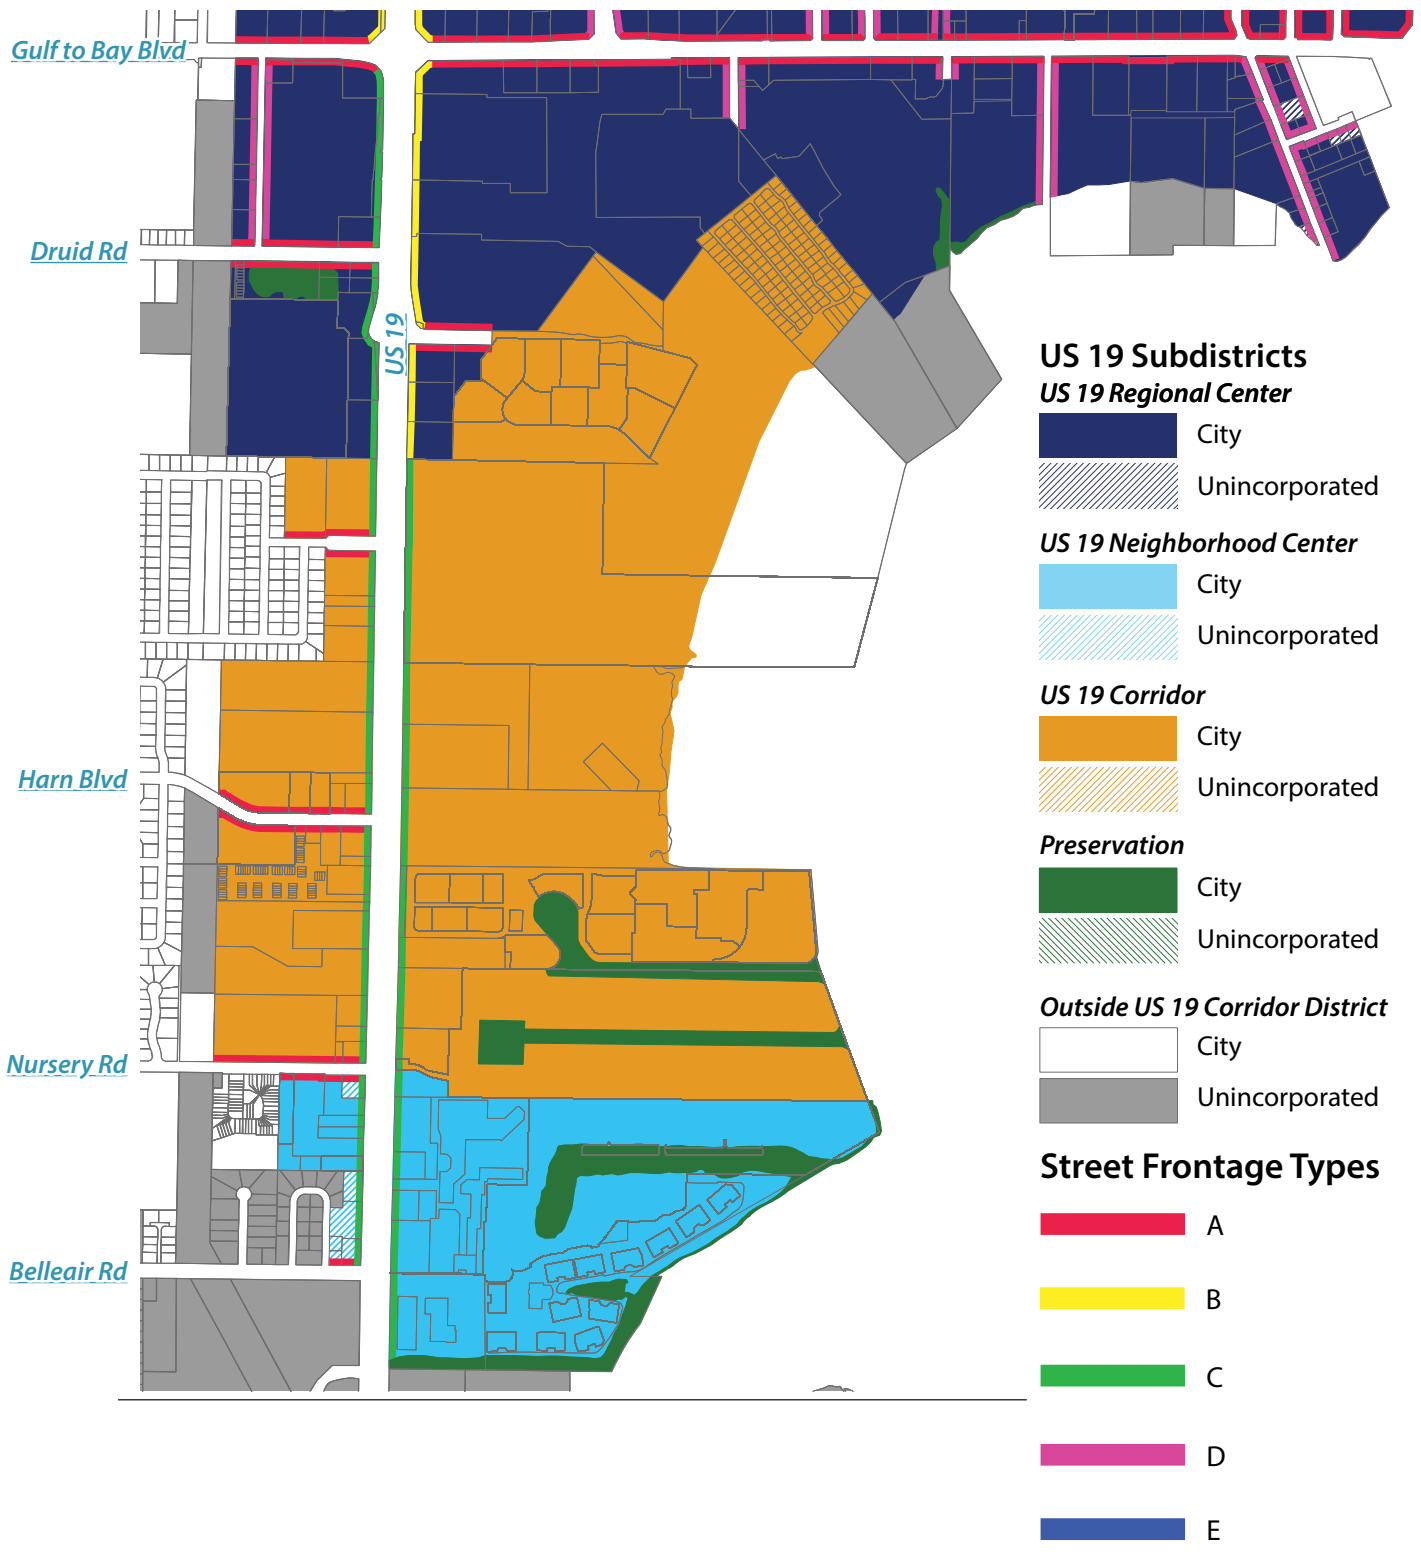 Gulf to Bay Blvd
Druid Rd
US 19
Harn Blvd
Nursery Rd
Belleair Rd
US 19 Subdistricts
US 19 Regional Center
City
Unincorporated
US 19 Neighborhood Center
City
Unincorporated
US 19 Corridor
City
Unincorporated
Preservation
City
Unincorporated
Outside US 19 Corridor District
City
Unincorporated
Street Frontage Types
A
B
C
D
E